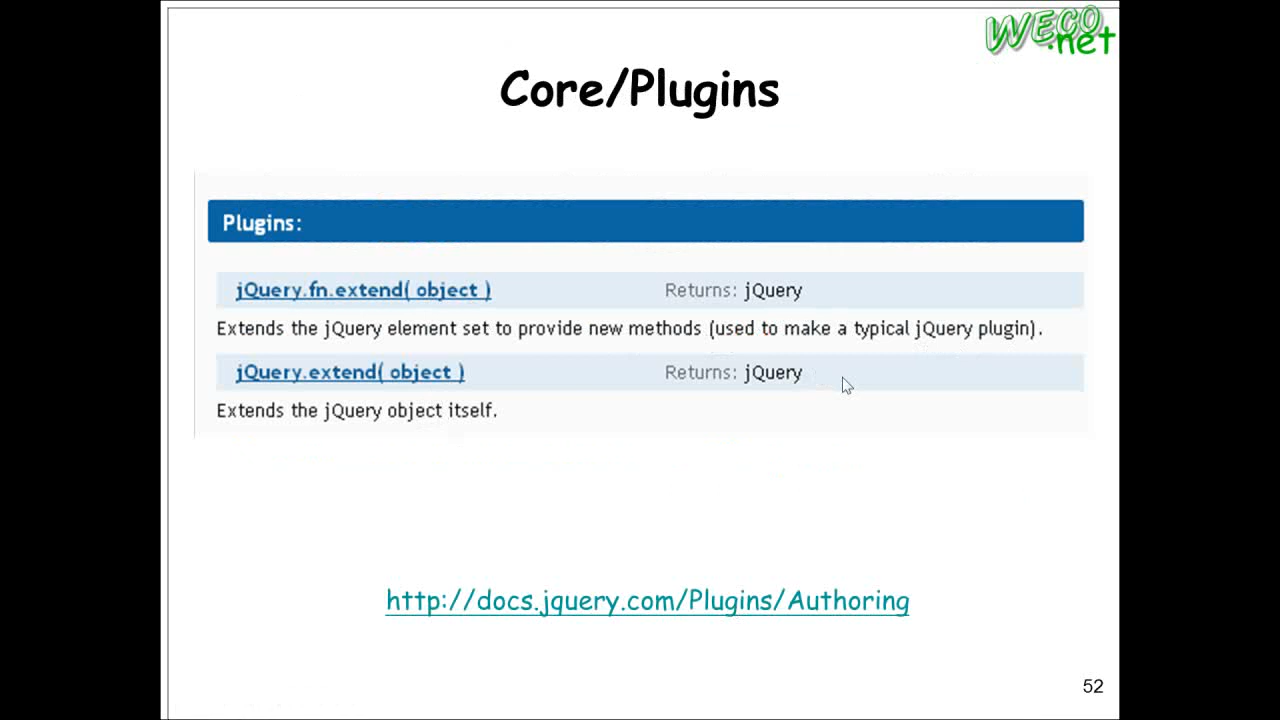 WECO
.net
Core/Plugins
Plugins:
jQuery.fn.extend( object ) Returns: jQuery
Extends the jQuery element set to provide new methods (used to make a typical jQuery plugin).
jQuery.extend( object ) Returns: jQuery
Extends the jQuery object itself.
http://docs.jquery.com/Plugins/Authoring
52